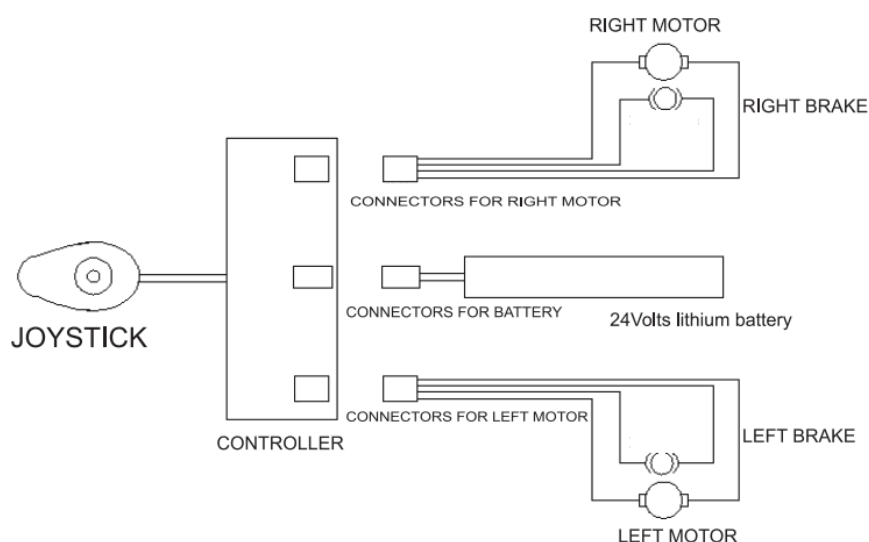 RIGHT MOTOR
RIGHT BRAKE
CONNECTORS FOR RIGHT MOTOR
JOYSTICK
CONNECTORS FOR BATTERY
24Volts lithium battery
CONTROLLER
CONNECTORS FOR LEFT MOTOR
LEFT BRAKE
LEFT MOTOR